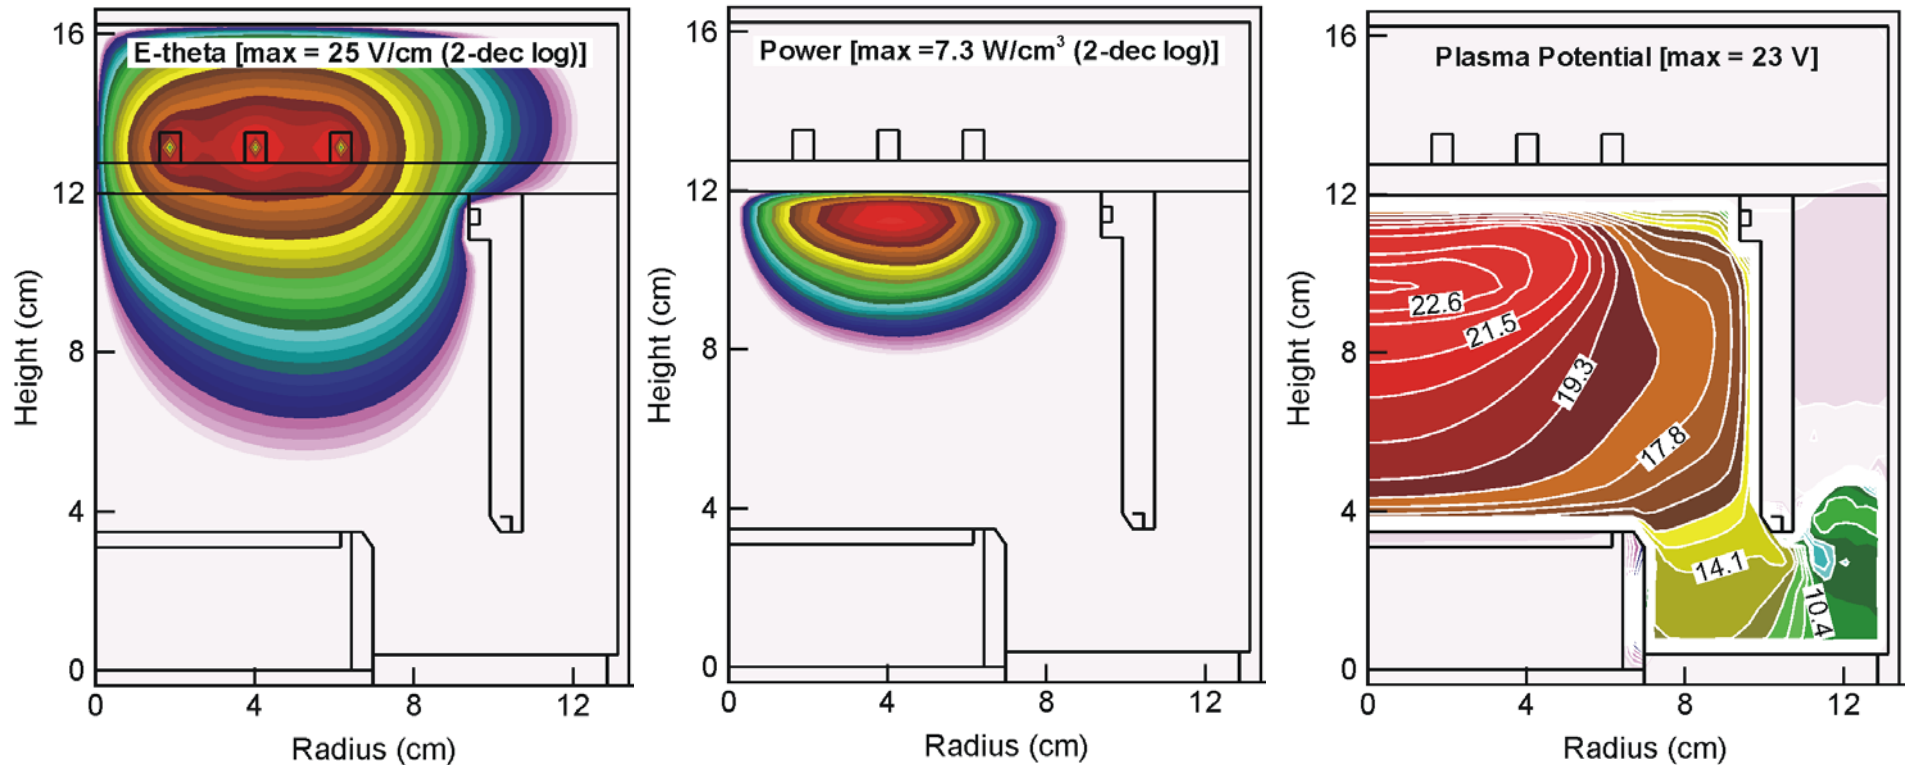 E-theta [max = 25 V/cm (2-dec log)]
16
12
8
4
0
Height (cm)
0 4 8 12
Radius (cm)
Power [max =7.3 W/cm³ (2-dec log)]
16
12
8
4
0
Height (cm)
0 4 8 12
Radius (cm)
Plasma Potential [max = 23 V]
16
12
8
4
0
Height (cm)
22.6
21.5
19.3
17.8
14.1
10.4
0 4 8 12
Radius (cm)